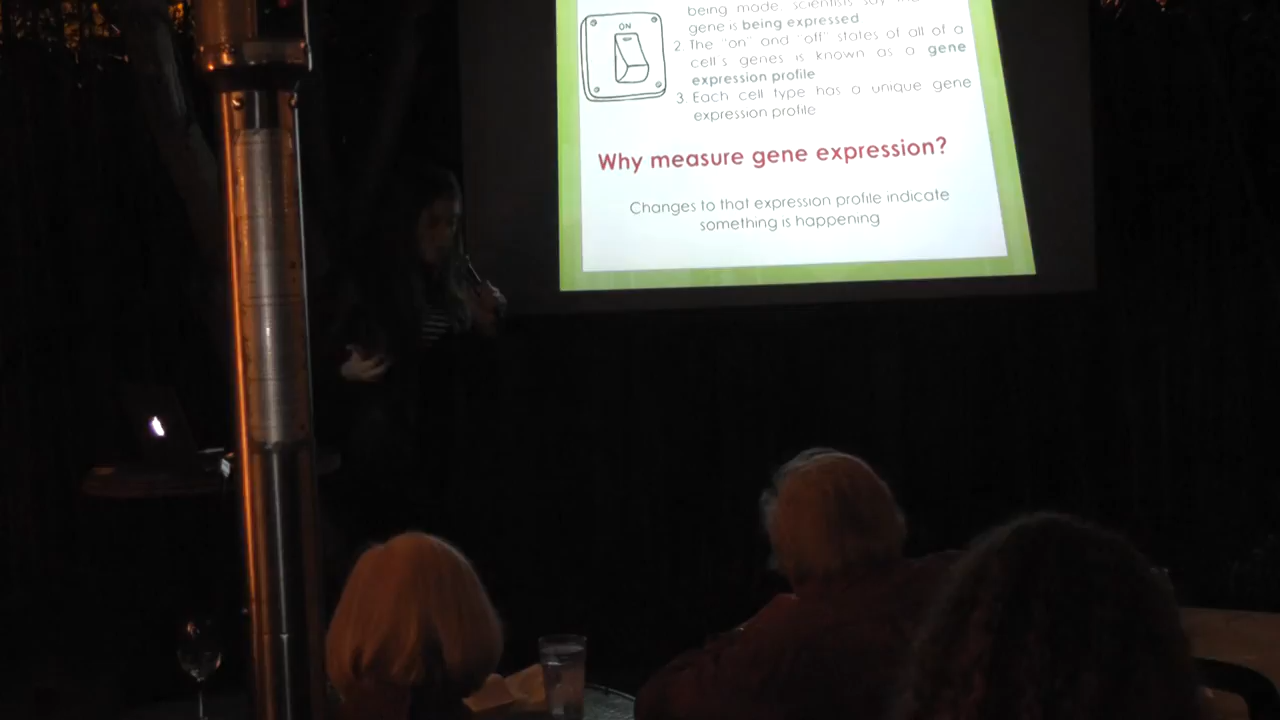 being made, scientists say
gene is being expressed
ON
2. The "on" and "off" states of all of a
cell's genes is known as a gene
expression profile
3. Each cell type has a unique gene
expression profile
Why measure gene expression?
Changes to that expression profile indicate
something is happening